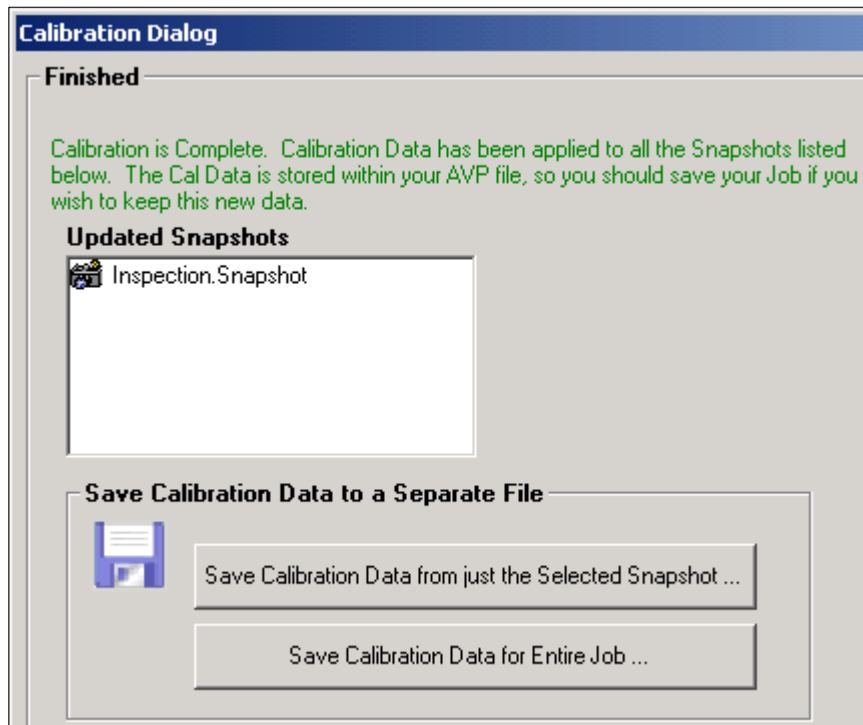 Calibration Dialog
Finished
Calibration is Complete.  Calibration Data has been applied to all the Snapshots listed
below.  The Cal Data is stored within your AVP file, so you should save your Job if you
wish to keep this new data.
Updated Snapshots
Inspection.Snapshot
Save Calibration Data to a Separate File
Save Calibration Data from just the Selected Snapshot ...
Save Calibration Data for Entire Job ...